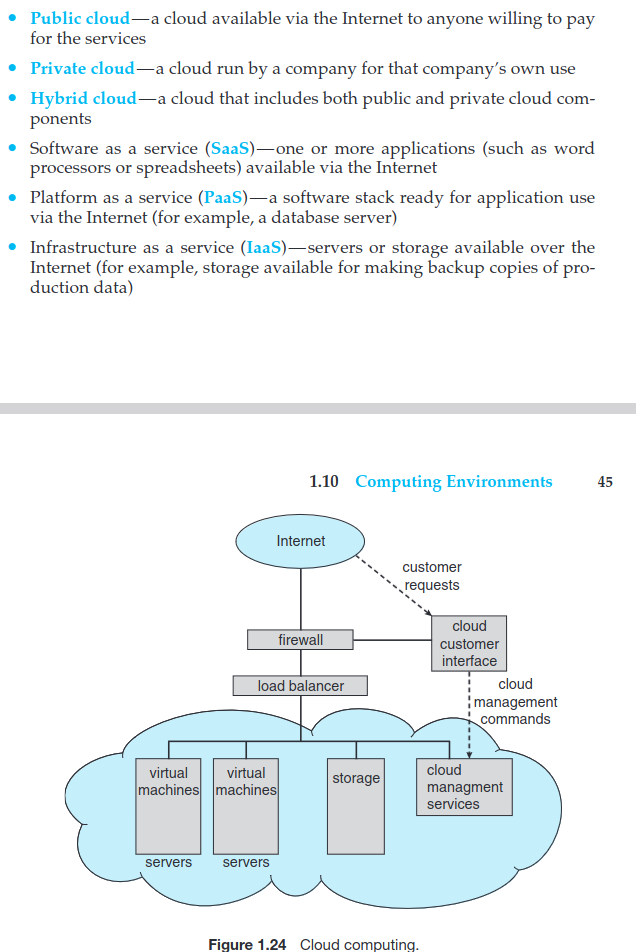 • Public cloud—a cloud available via the Internet to anyone willing to pay
for the services
• Private cloud—a cloud run by a company for that company’s own use
• Hybrid cloud—a cloud that includes both public and private cloud com-
ponents
• Software as a service (SaaS)—one or more applications (such as word
processors or spreadsheets) available via the Internet
• Platform as a service (PaaS)—a software stack ready for application use
via the Internet (for example, a database server)
• Infrastructure as a service (IaaS)—servers or storage available over the
Internet (for example, storage available for making backup copies of pro-
duction data)
1.10 Computing Environments 45
Internet
customer
requests
firewall
cloud
customer
interface
load balancer
cloud
management
commands
virtual
machines
virtual
machines
storage
cloud
managment
services
servers
servers
Figure 1.24 Cloud computing.